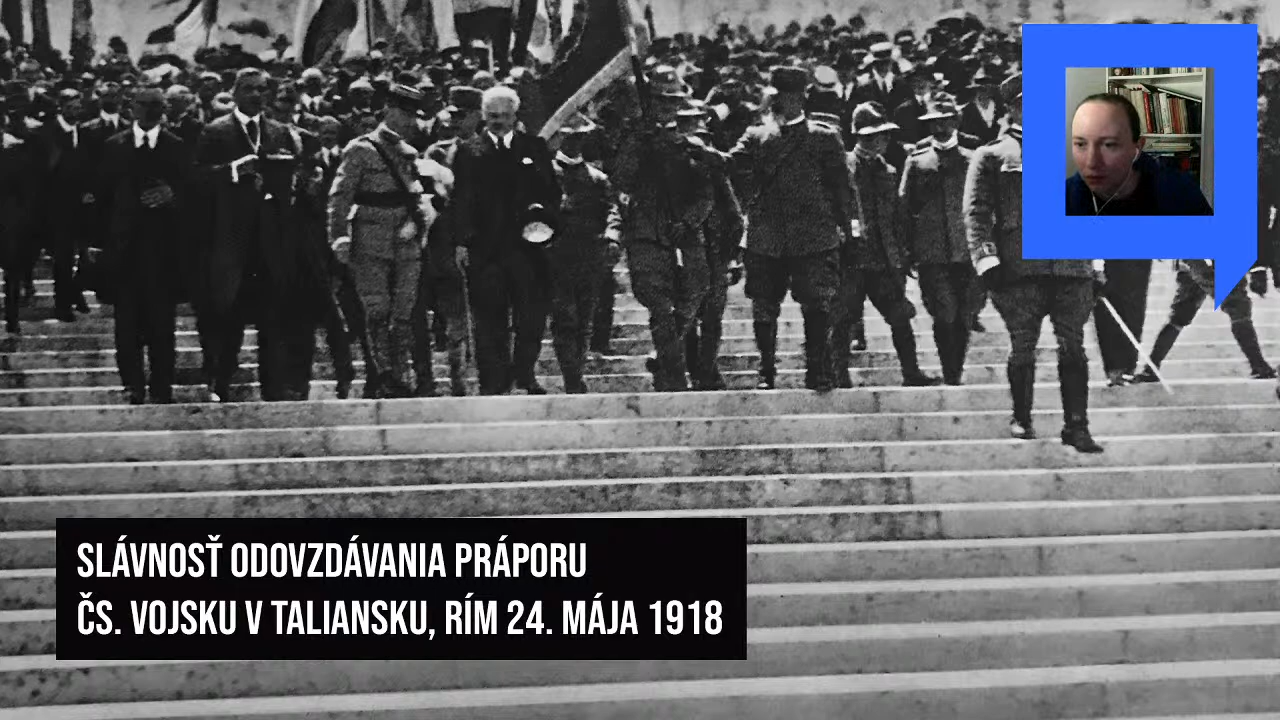 SLÁVNOSŤ ODOVZDÁVANIA PRÁPORU
ČS. VOJSKU V TALIANSKU, RÍM 24. MÁJA 1918